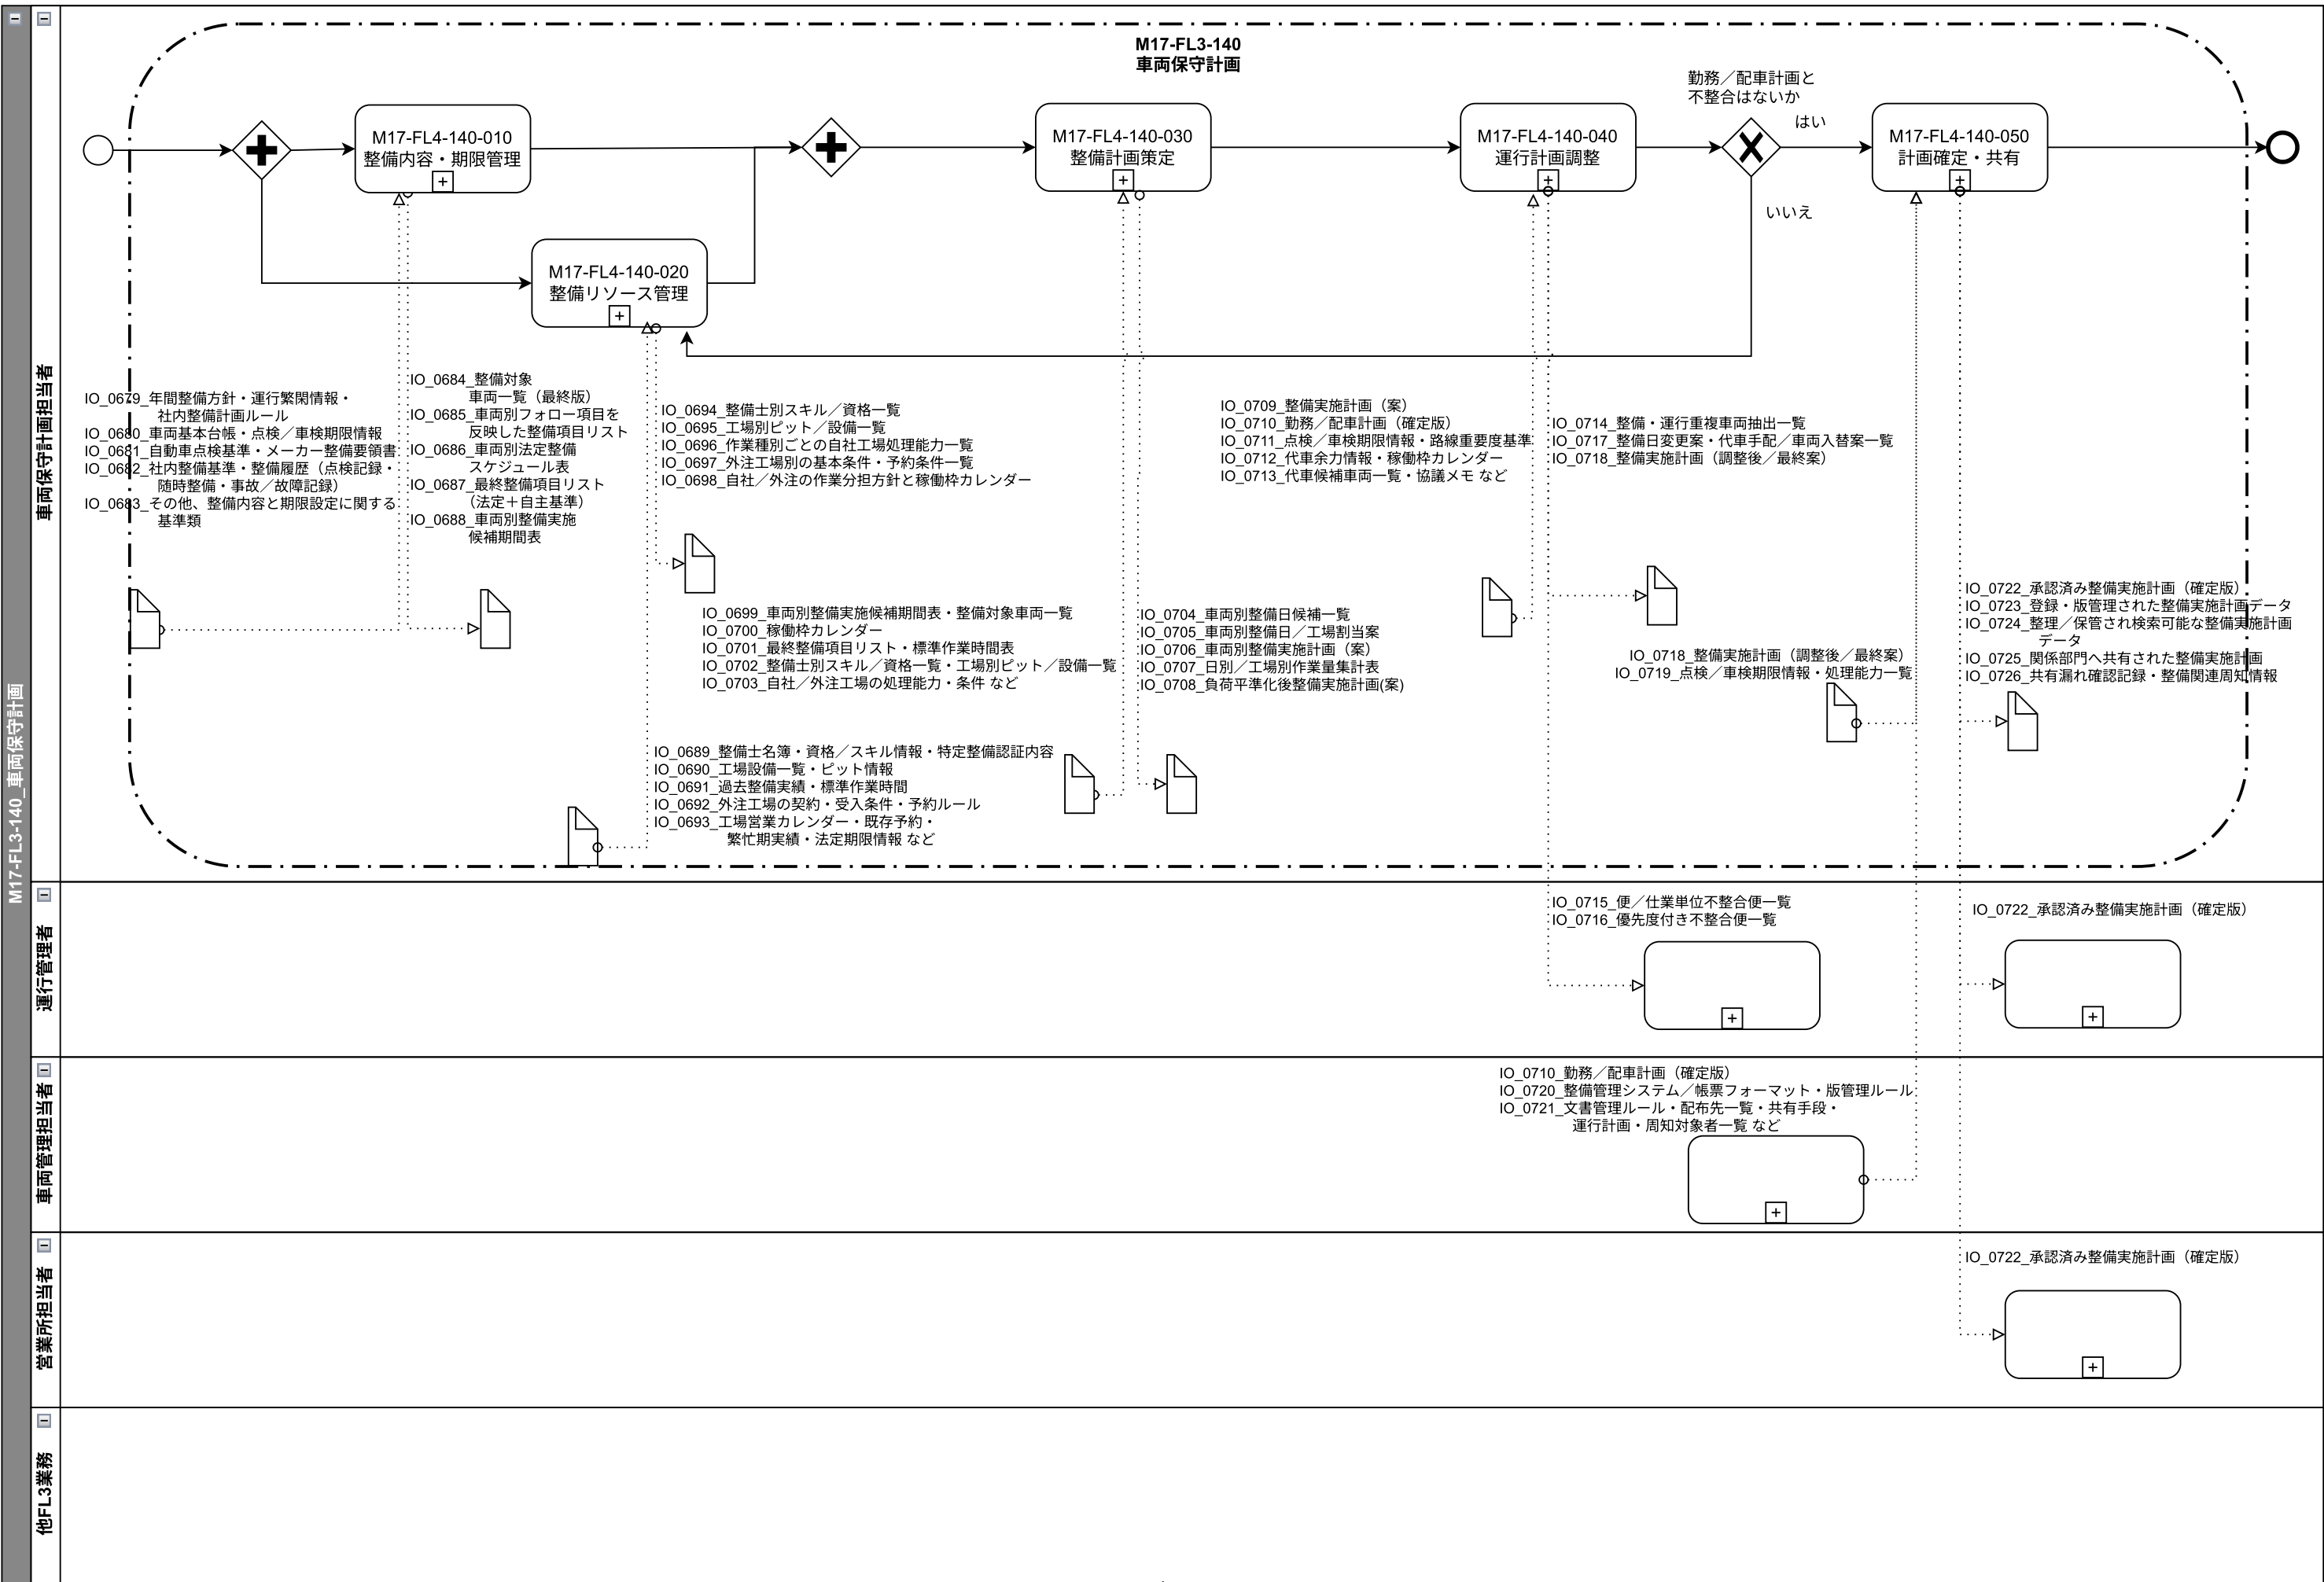 M17-FL3-140_車両保守計画
車両保守計画担当者
M17-FL3-140
車両保守計画
勤務／配車計画と
不整合はないか
はい
いいえ
M17-FL4-140-010
整備内容・期限管理
M17-FL4-140-020
整備リソース管理
M17-FL4-140-030
整備計画策定
M17-FL4-140-040
運行計画調整
M17-FL4-140-050
計画確定・共有
IO_0679_年間整備方針・運行繁閑情報・
社内整備計画ルール
IO_0680_車両基本台帳・点検／車検期限情報
IO_0681_自動車点検基準・メーカー整備要領書
IO_0682_社内整備基準・整備履歴（点検記録・
随時整備・事故／故障記録）
IO_0683_その他、整備内容と期限設定に関する
基準類
IO_0684_整備対象
車両一覧（最終版）
IO_0685_車両別フォロー項目を
反映した整備項目リスト
IO_0686_車両別法定整備
スケジュール表
IO_0687_最終整備項目リスト
（法定＋自主基準）
IO_0688_車両別整備実施
候補期間表
IO_0694_整備士別スキル／資格一覧
IO_0695_工場別ピット／設備一覧
IO_0696_作業種別ごとの自社工場処理能力一覧
IO_0697_外注工場別の基本条件・予約条件一覧
IO_0698_自社／外注の作業分担方針と稼働枠カレンダー
IO_0699_車両別整備実施候補期間表・整備対象車両一覧
IO_0700_稼働枠カレンダー
IO_0701_最終整備項目リスト・標準作業時間表
IO_0702_整備士別スキル／資格一覧・工場別ピット／設備一覧
IO_0703_自社／外注工場の処理能力・条件 など
IO_0689_整備士名簿・資格／スキル情報・特定整備認証内容
IO_0690_工場設備一覧・ピット情報
IO_0691_過去整備実績・標準作業時間
IO_0692_外注工場の契約・受入条件・予約ルール
IO_0693_工場営業カレンダー・既存予約・
繁忙期実績・法定期限情報 など
IO_0704_車両別整備日候補一覧
IO_0705_車両別整備日／工場割当案
IO_0706_車両別整備実施計画（案）
IO_0707_日別／工場別作業量集計表
IO_0708_負荷平準化後整備実施計画(案)
IO_0709_整備実施計画（案）
IO_0710_勤務／配車計画（確定版）
IO_0711_点検／車検期限情報・路線重要度基準
IO_0712_代車余力情報・稼働枠カレンダー
IO_0713_代車候補車両一覧・協議メモ など
IO_0714_整備・運行重複車両抽出一覧
IO_0717_整備日変更案・代車手配／車両入替案一覧
IO_0718_整備実施計画（調整後／最終案）
IO_0718_整備実施計画（調整後／最終案）
IO_0719_点検／車検期限情報・処理能力一覧
IO_0722_承認済み整備実施計画（確定版）
IO_0723_登録・版管理された整備実施計画データ
IO_0724_整理／保管され検索可能な整備実施計画
データ
IO_0725_関係部門へ共有された整備実施計画
IO_0726_共有漏れ確認記録・整備関連周知情報
運行管理者
IO_0715_便／仕業単位不整合便一覧
IO_0716_優先度付き不整合便一覧
IO_0722_承認済み整備実施計画（確定版）
車両管理担当者
IO_0710_勤務／配車計画（確定版）
IO_0720_整備管理システム／帳票フォーマット・版管理ルール
IO_0721_文書管理ルール・配布先一覧・共有手段・
運行計画・周知対象者一覧 など
営業所担当者
IO_0722_承認済み整備実施計画（確定版）
他FL3業務